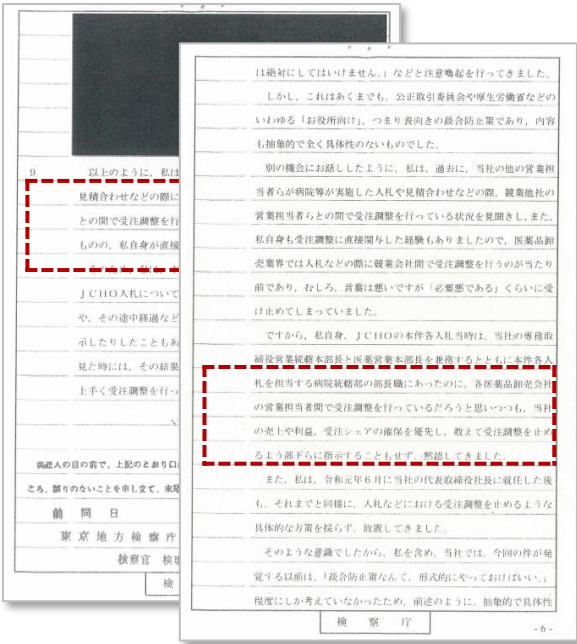 9 以上のように、私は
見積合わせなどの際に
との間で受注調整を行
ものの、私自身が直接
JCHO入札について
や、その途中経過など
示したりしたこともあ
見た時には、その結果
上手く受注調整を行っ
供述人の目の前で、上記のとおり口
ころ、誤りのないことを申し立て、末尾
前同日
東京地方検察庁
検察官 検
検
は絶対にしてはいけません。」などと注意喚起を行ってきました。
しかし、これはあくまでも、公正取引委員会や厚生労働省などの
いわゆる「お役所向け」、つまり表向きの談合防止策であり、内容
も抽象的で全く具体性のないものでした。
別の機会にお話ししたように、私は、過去に、当社の他の営業担
当者らが病院等が実施した入札や見積合わせなどの際、競業他社の
営業担当者らとの間で受注調整を行っている状況を見聞きし、また、
私自身も受注調整に直接関与した経験もありましたので、医薬品卸
売業界では入札などの際に競業会社間で受注調整を行うのが当たり
前であり、むしろ、言葉は悪いですが「必要悪である」くらいに受
け止めてしまっていました。
ですから、私自身、JCHOの本件各入札当時は、当社の専務取
締役営業統轄本部長と医薬営業本部長を兼務するとともに本件各入
札を担当する病院統轄部の部長職にあったのに、各医薬品卸売会社
の営業担当者間で受注調整を行っているだろうと思いつつも、当社
の売上や利益、受注シェアの確保を優先し、敢えて受注調整を止め
るよう部下らに指示することもせず、黙認してきました。
また、私は、令和元年6月に当社の代表取締役社長に就任した後
も、それまでと同様に、入札などにおける受注調整を止めるような
具体的な方策を採らず、放置してきました。
そのような意識でしたから、私を含め、当社では、今回の件が発
覚する以前は、「談合防止策なんて、形式的にやっておけばいい。」
程度にしか考えていなかったため、前述のように、抽象的で具体性
検察庁
-6-